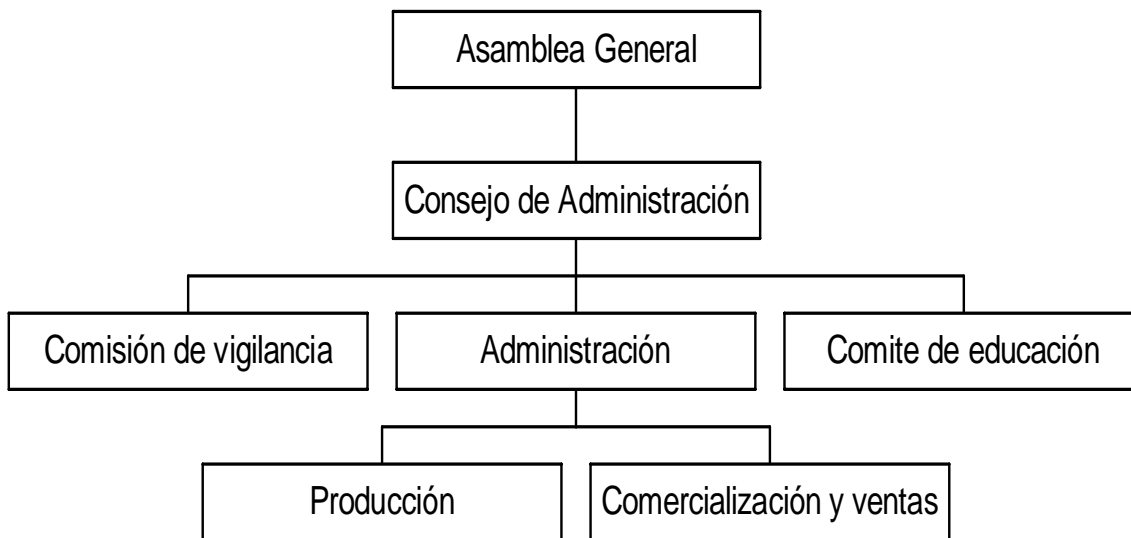 Asamblea General
Consejo de Administración
Comisión de vigilancia
Administración
Comite de educación
Producción
Comercialización y ventas